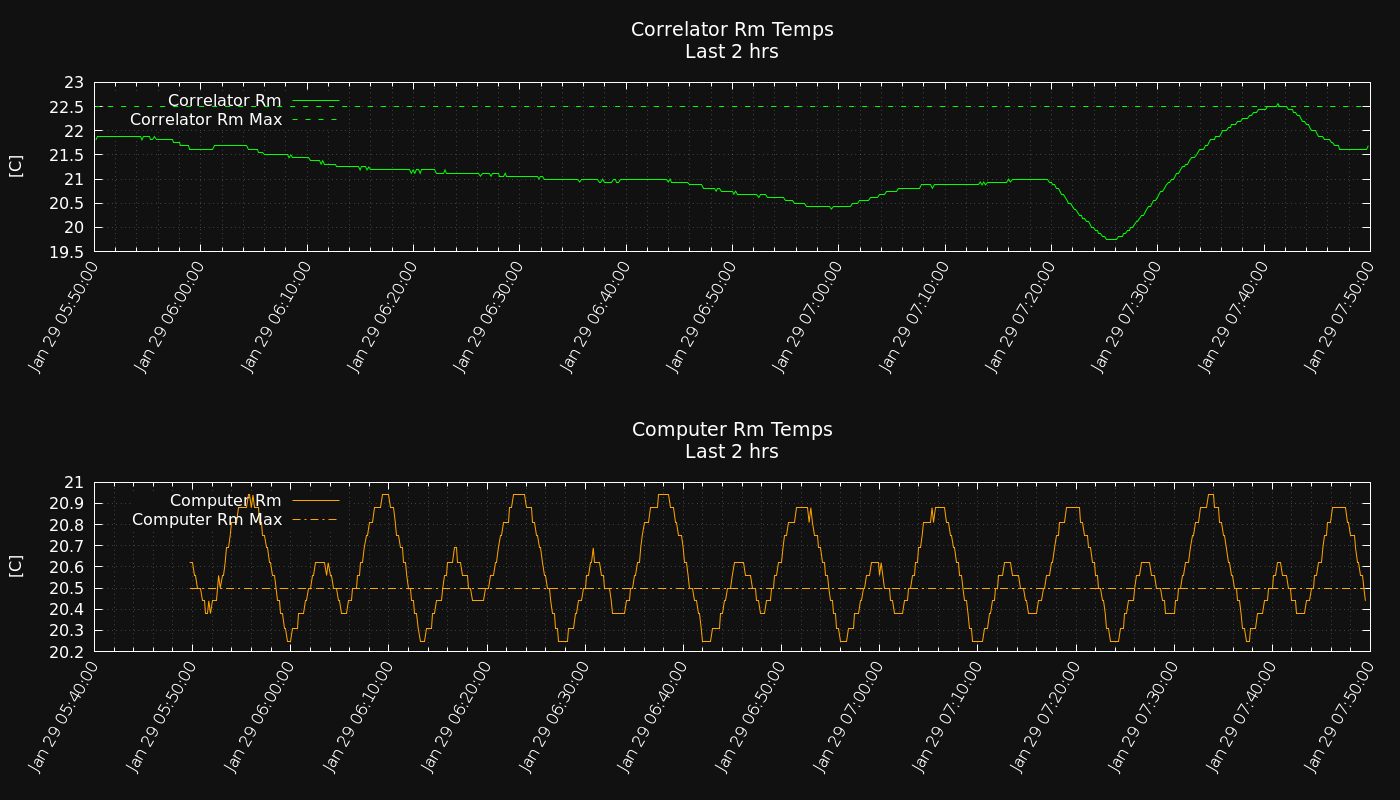 Correlator Rm Temps
Last 2 hrs
23
22.5
22
21.5
21
20.5
20
19.5
[C]
Correlator Rm
Correlator Rm Max
Jan 29 05:50:00
Jan 29 06:00:00
Jan 29 06:10:00
Jan 29 06:20:00
Jan 29 06:30:00
Jan 29 06:40:00
Jan 29 06:50:00
Jan 29 07:00:00
Jan 29 07:10:00
Jan 29 07:20:00
Jan 29 07:30:00
Jan 29 07:40:00
Jan 29 07:50:00
Computer Rm Temps
Last 2 hrs
21
20.9
20.8
20.7
20.6
20.5
20.4
20.3
20.2
[C]
Computer Rm
Computer Rm Max
Jan 29 05:40:00
Jan 29 05:50:00
Jan 29 06:00:00
Jan 29 06:10:00
Jan 29 06:20:00
Jan 29 06:30:00
Jan 29 06:40:00
Jan 29 06:50:00
Jan 29 07:00:00
Jan 29 07:10:00
Jan 29 07:20:00
Jan 29 07:30:00
Jan 29 07:40:00
Jan 29 07:50:00